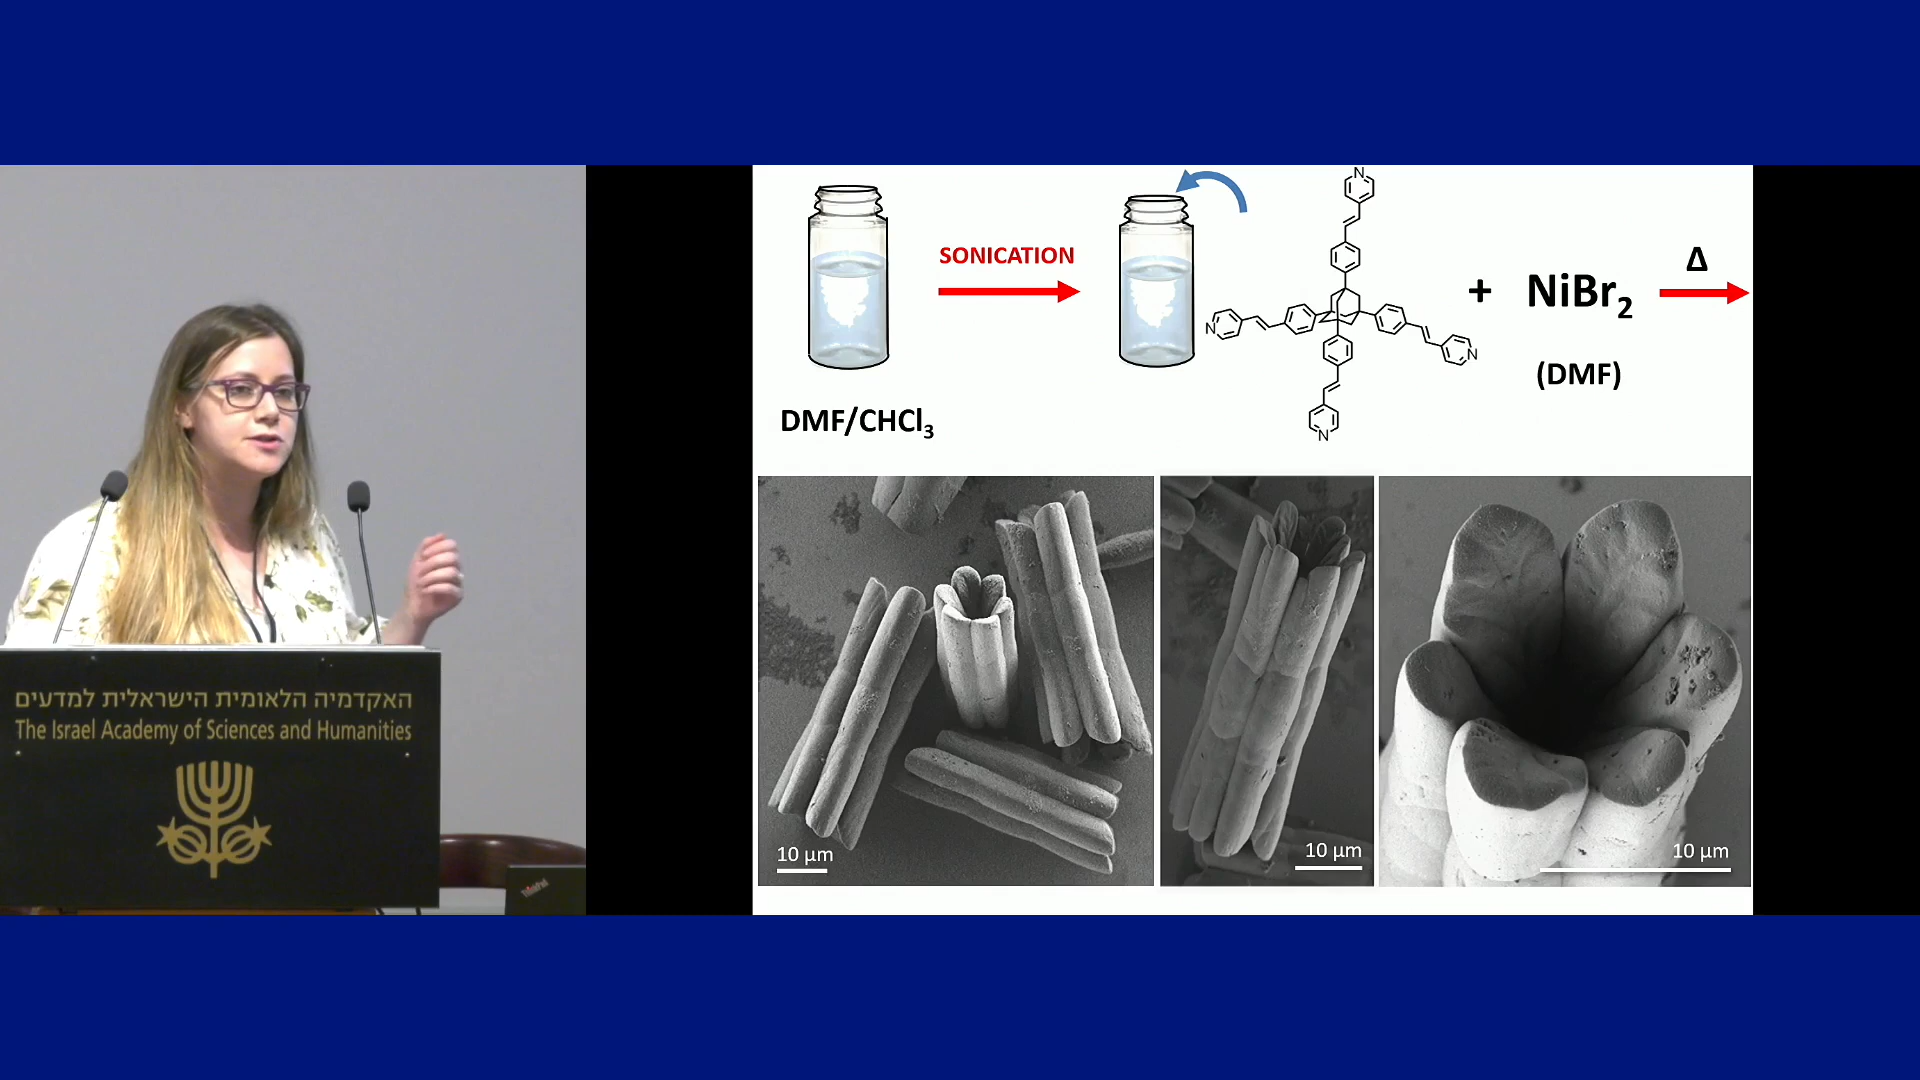 האקדמיה הלאומית הישראלית למדעים
The Israel Academy of Sciences and Humanities
ThinkPad
SONICATION
DMF/CHCl₃
N
N
N
N
+ NiBr₂
Δ
(DMF)
10 µm
10 µm
10 µm